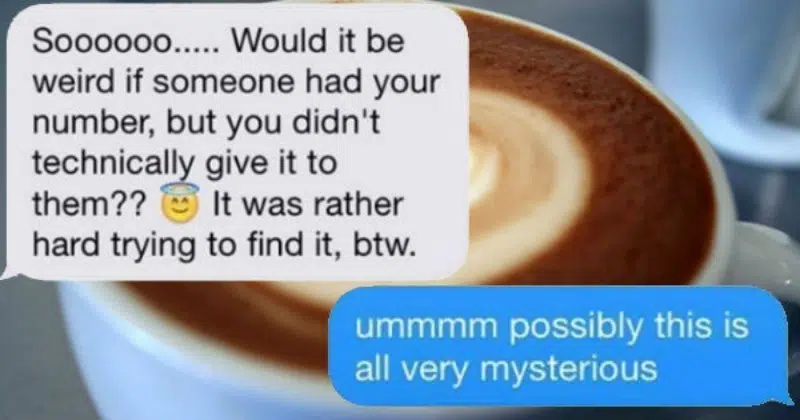 Soooooo..... Would it be
weird if someone had your
number, but you didn't
technically give it to
them?? 😇 It was rather
hard trying to find it, btw.
ummmm possibly this is
all very mysterious